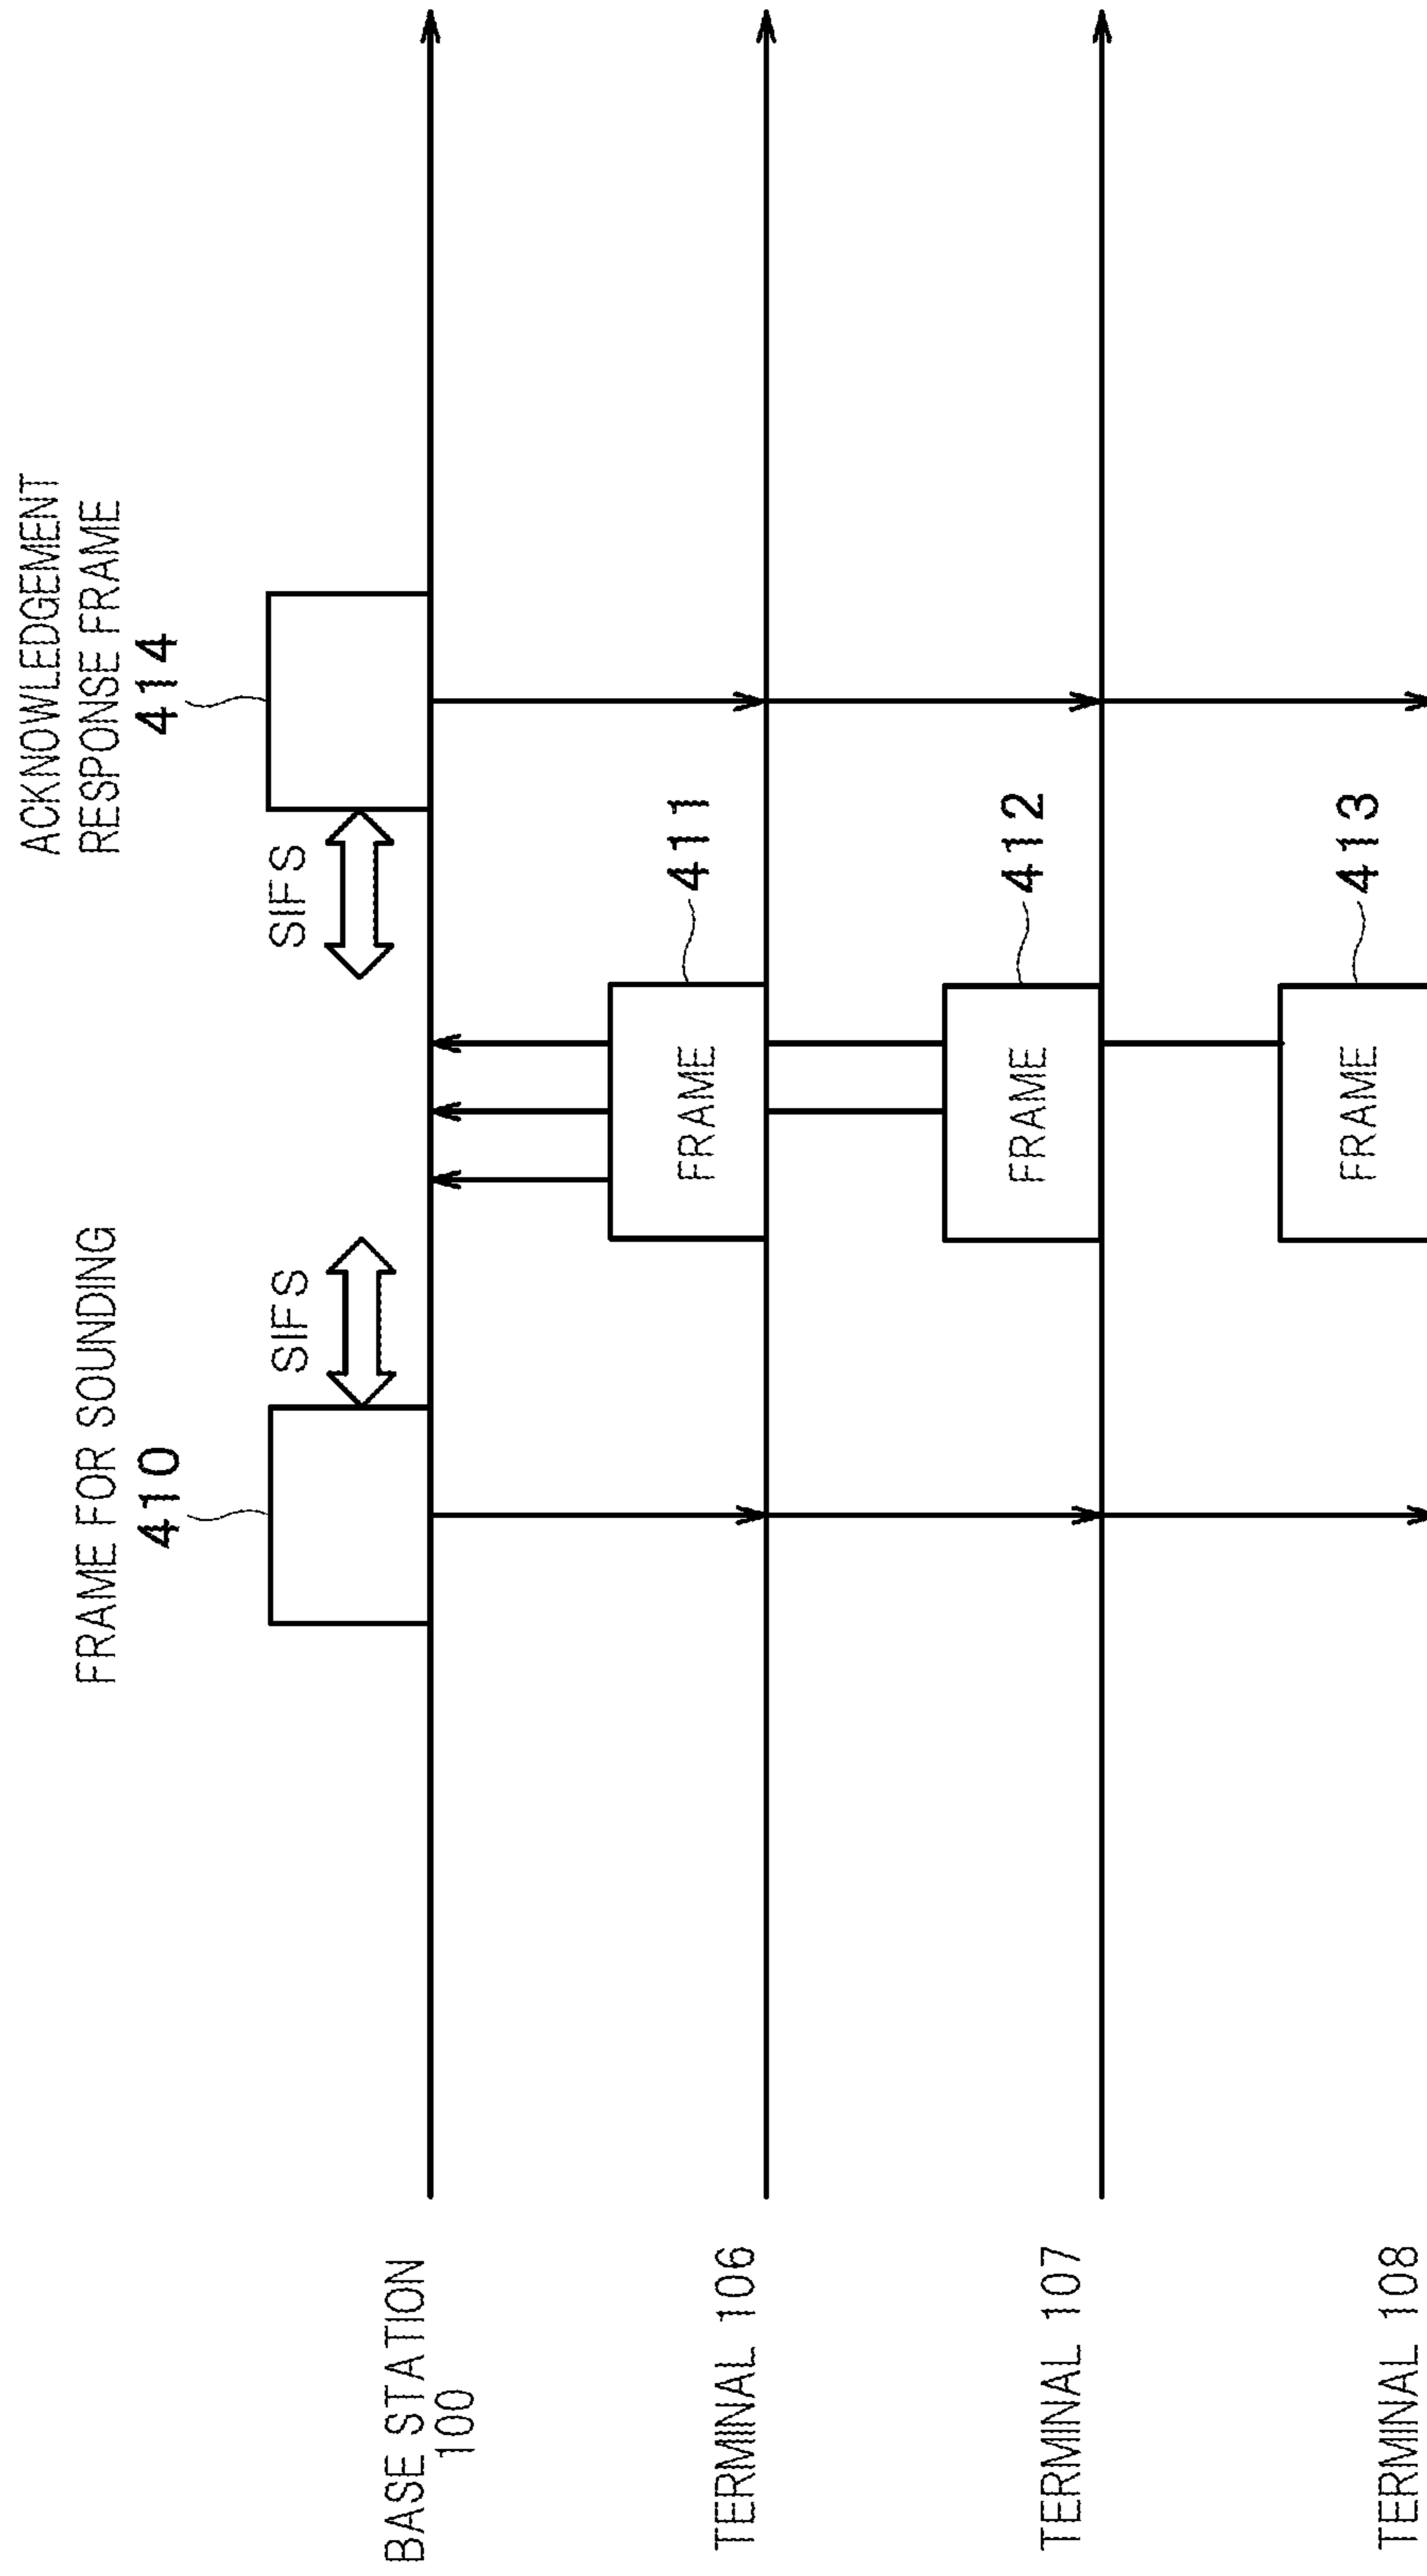 FRAME FOR SOUNDING
410
ACKNOWLEDGEMENT
RESPONSE FRAME
414
SIFS
SIFS
BASE STATION
100
FRAME
411
TERMINAL 106
FRAME
412
TERMINAL 107
FRAME
413
TERMINAL 108